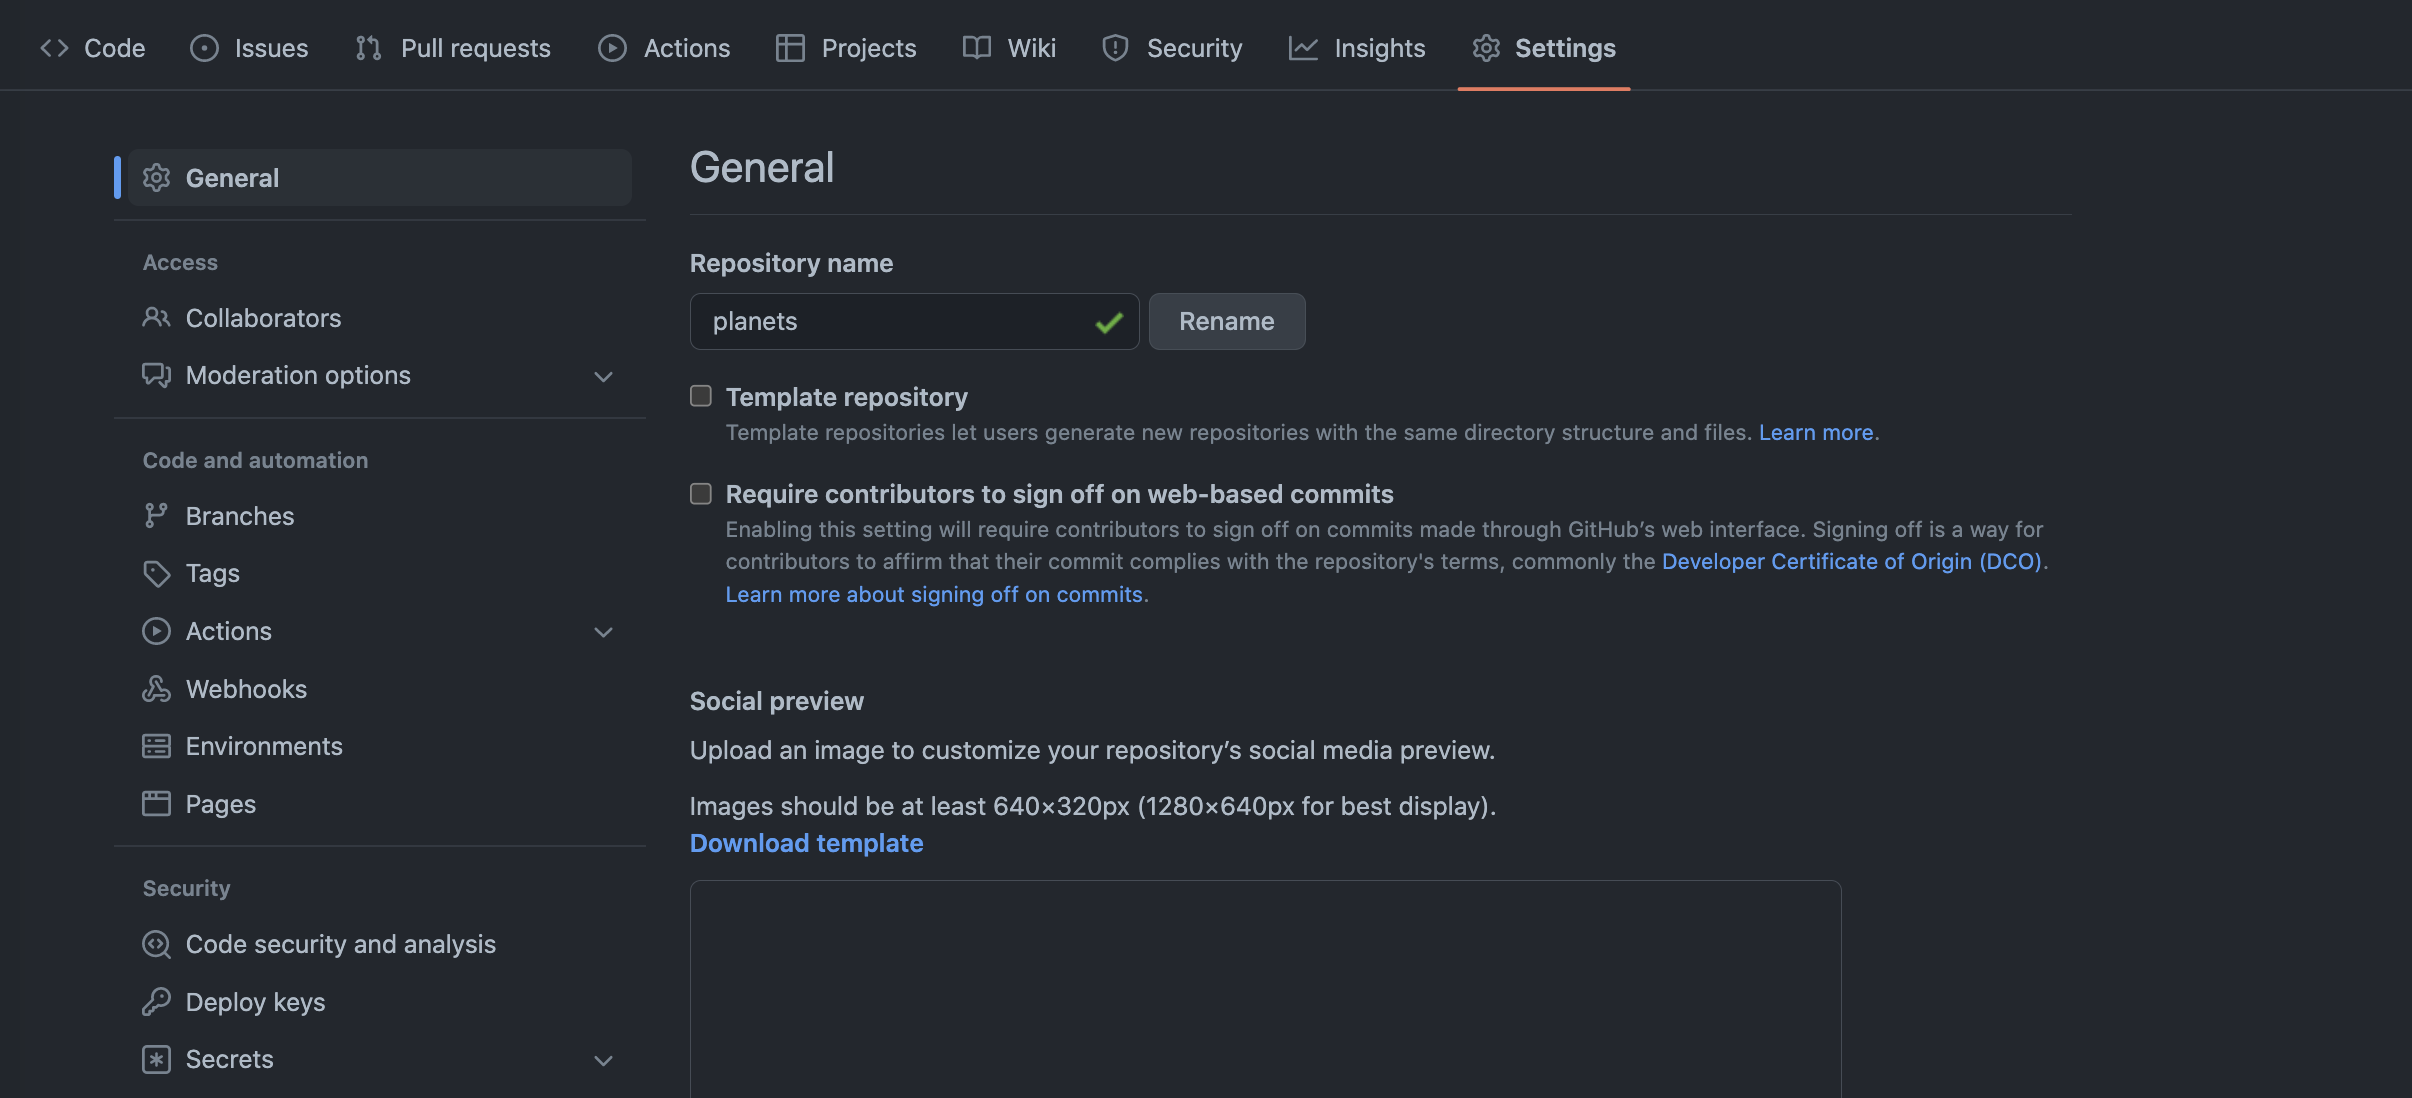 Code Issues Pull requests Actions Projects Wiki Security Insights Settings
General
Access
Collaborators
Moderation options
Code and automation
Branches
Tags
Actions
Webhooks
Environments
Pages
Security
Code security and analysis
Deploy keys
Secrets
General
Repository name
planets Rename
Template repository
Template repositories let users generate new repositories with the same directory structure and files. Learn more.
Require contributors to sign off on web-based commits
Enabling this setting will require contributors to sign off on commits made through GitHub’s web interface. Signing off is a way for
contributors to affirm that their commit complies with the repository's terms, commonly the Developer Certificate of Origin (DCO).
Learn more about signing off on commits.
Social preview
Upload an image to customize your repository’s social media preview.
Images should be at least 640×320px (1280×640px for best display).
Download template